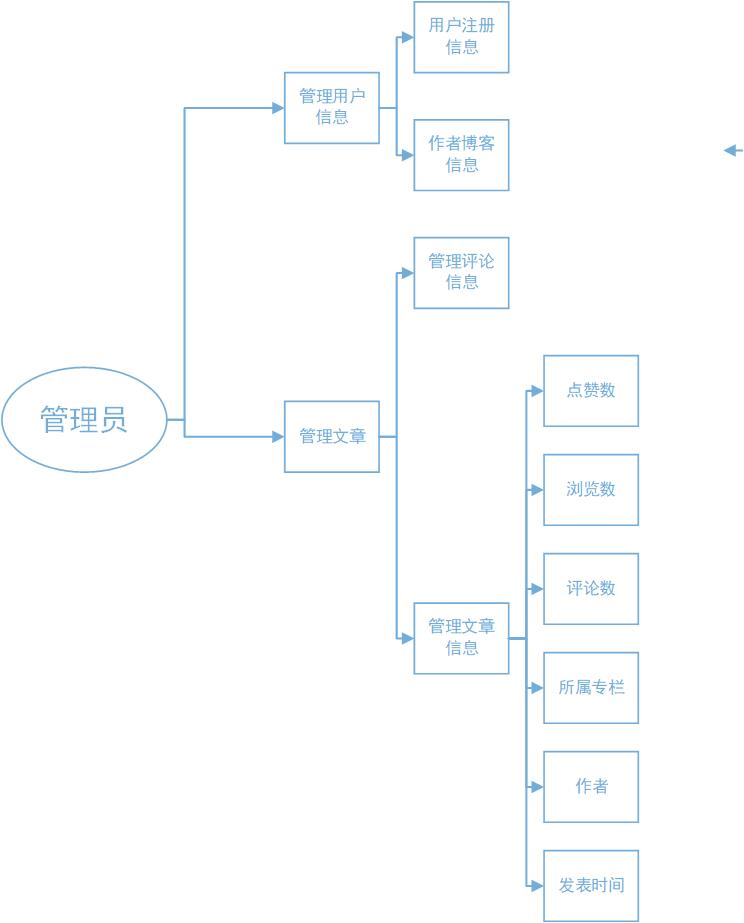 用户注册
信息
管理用户
信息
作者博客
信息
管理评论
信息
管理员
管理文章
管理文章
信息
点赞数
浏览数
评论数
所属专栏
作者
发表时间